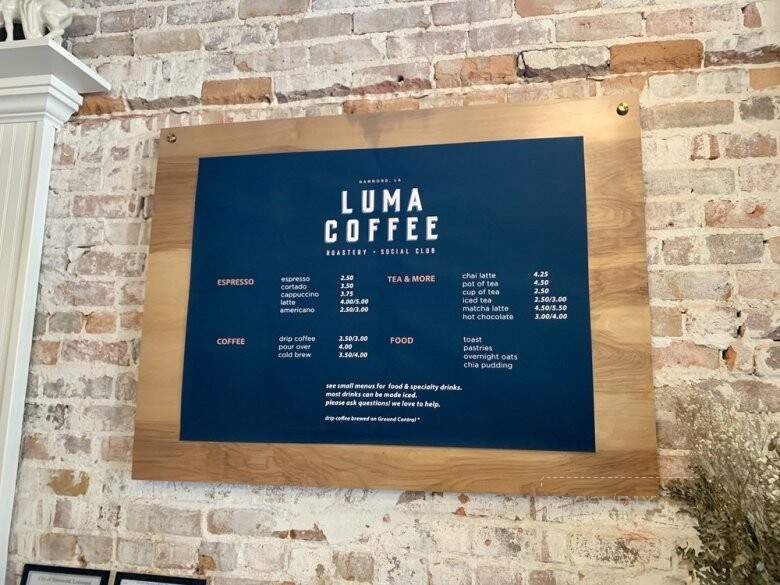 HAMMOND, LA
LUMA
COFFEE
ROASTERY • SOCIAL CLUB
ESPRESSO
espresso 2.50
cortado 3.50
cappuccino 3.75
latte 4.00/5.00
americano 2.50/3.00
TEA & MORE
chai latte 4.25
pot of tea 4.50
cup of tea 2.50
iced tea 2.50/3.00
matcha latte 4.50/5.50
hot chocolate 3.00/4.00
COFFEE
drip coffee 2.50/3.00
pour over 4.00
cold brew 3.50/4.00
FOOD
toast
pastries
overnight oats
chia pudding
see small menus for food & specialty drinks.
most drinks can be made iced.
please ask questions! we love to help.
drip coffee brewed on Ground Control *